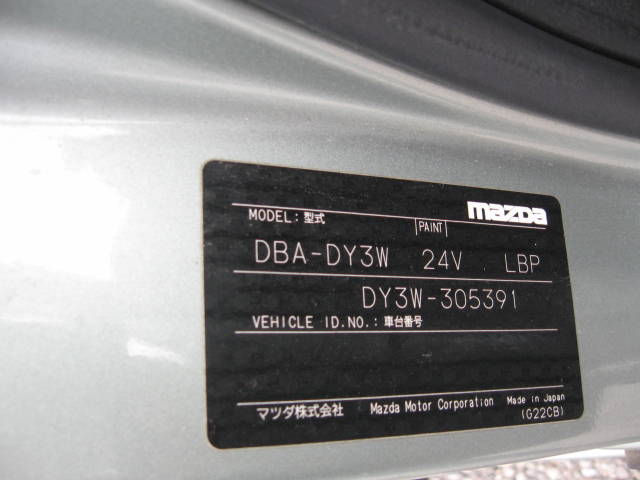 mazda
MODEL: 型式 PAINT
DBA-DY3W 24V LBP
DY3W-305391
VEHICLE ID.NO.: 車台番号
マツダ株式会社 Mazda Motor Corporation Made in Japan
(G22CB)